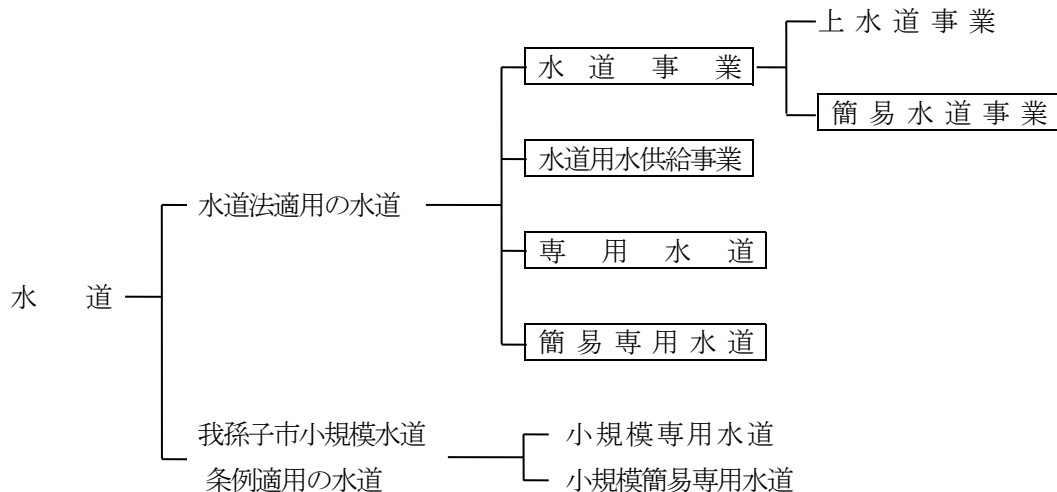 上水道事業
水道事業
簡易水道事業
水道用水供給事業
水道法適用の水道
専用水道
水道
簡易専用水道
我孫子市小規模水道
条例適用の水道
小規模専用水道
小規模簡易専用水道